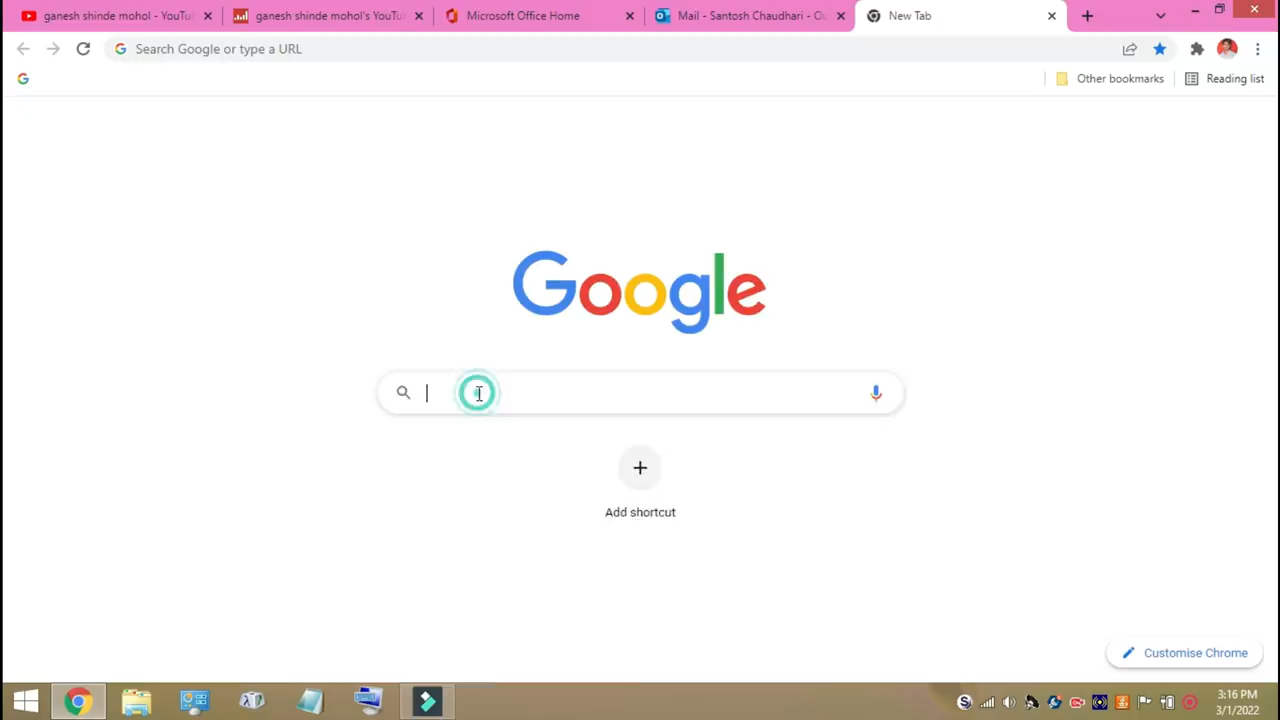 ganesh shinde mohol - YouTu
ganesh shinde mohol's YouTu
Microsoft Office Home
Mail - Santosh Chaudhari - Ou
New Tab
Search Google or type a URL
Other bookmarks
Reading list
Google
Add shortcut
Customise Chrome
3:16 PM
3/1/2022